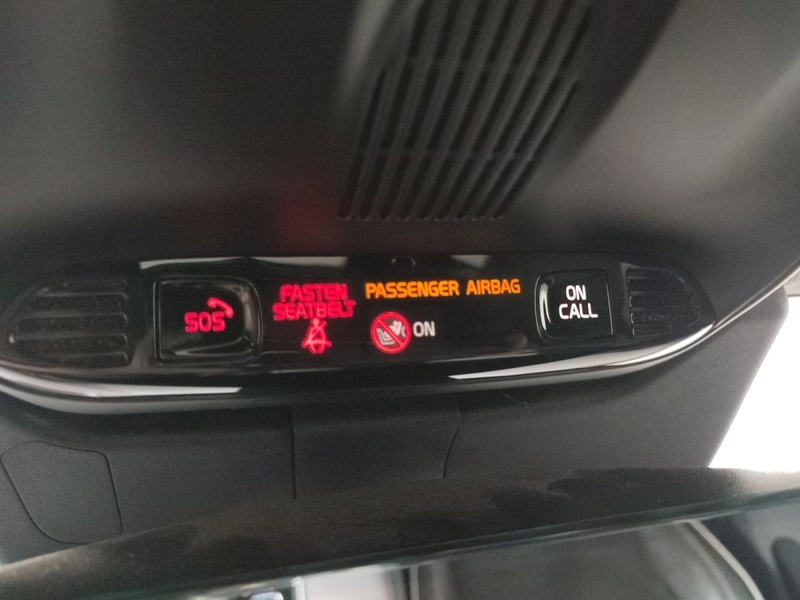 SOS
FASTEN
SEATBELT
PASSENGER AIRBAG
ON
ON
CALL